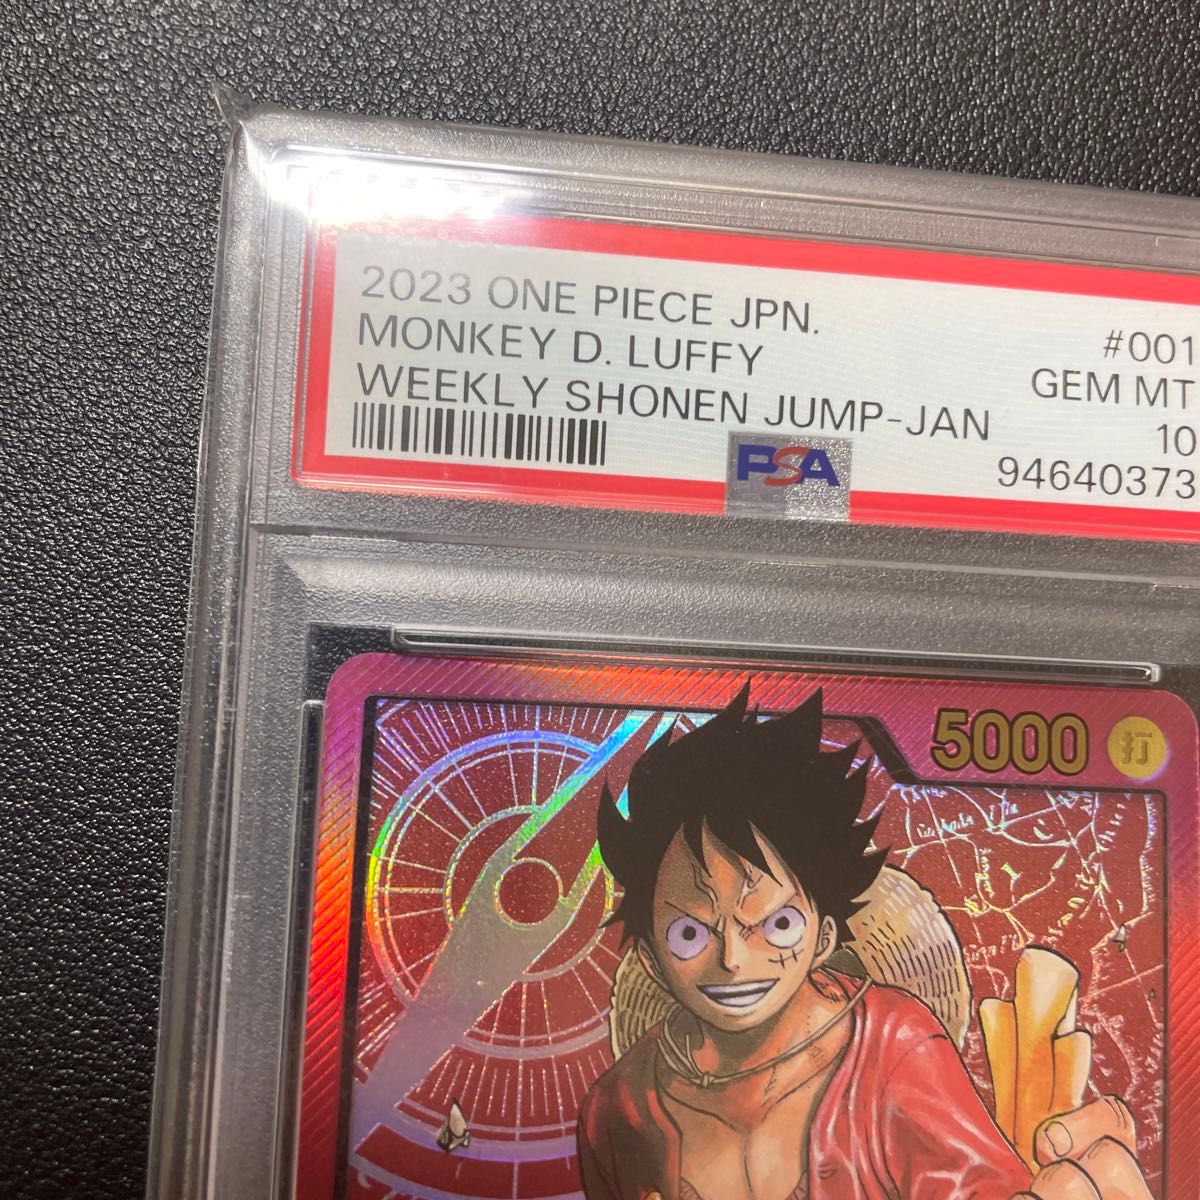 2023 ONE PIECE JPN.
#001
MONKEY D. LUFFY
GEM MT
WEEKLY SHONEN JUMP-JAN
10
PSA
94640373
5000 打